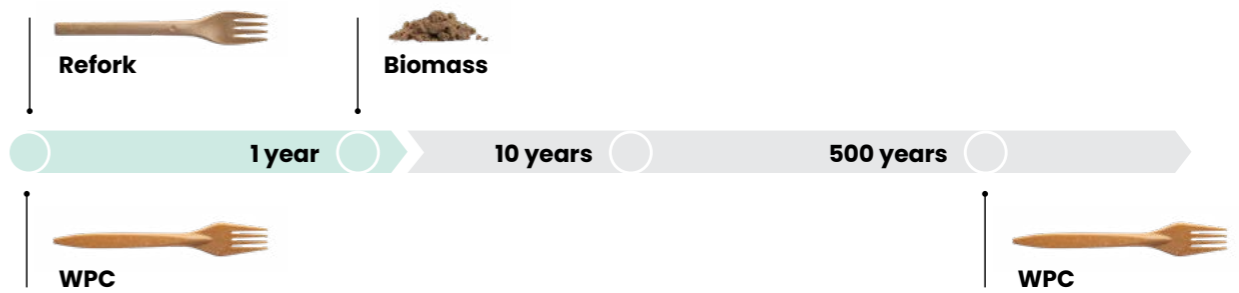 Refork
Biomass
1 year
10 years
500 years
WPC
WPC